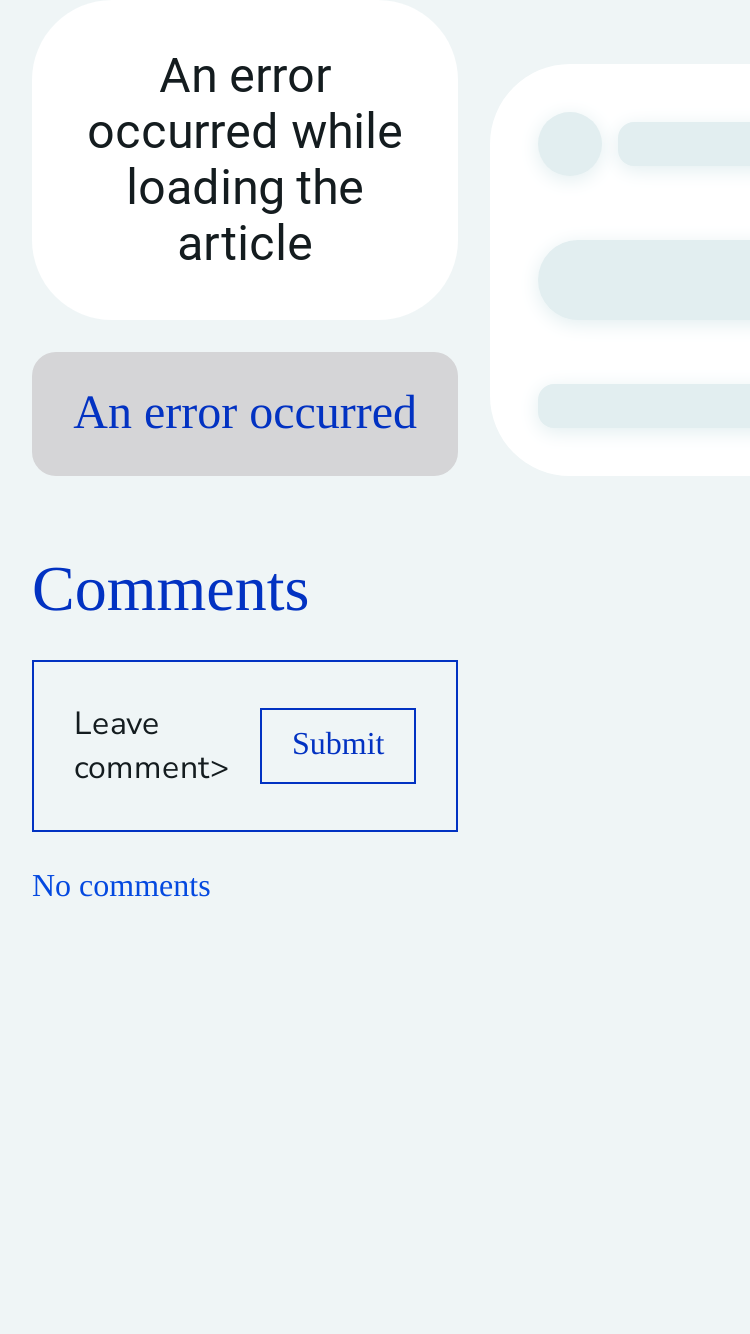 An error
occurred while
loading the
article
An error occurred
Comments
Leave
comment>
Submit
No comments